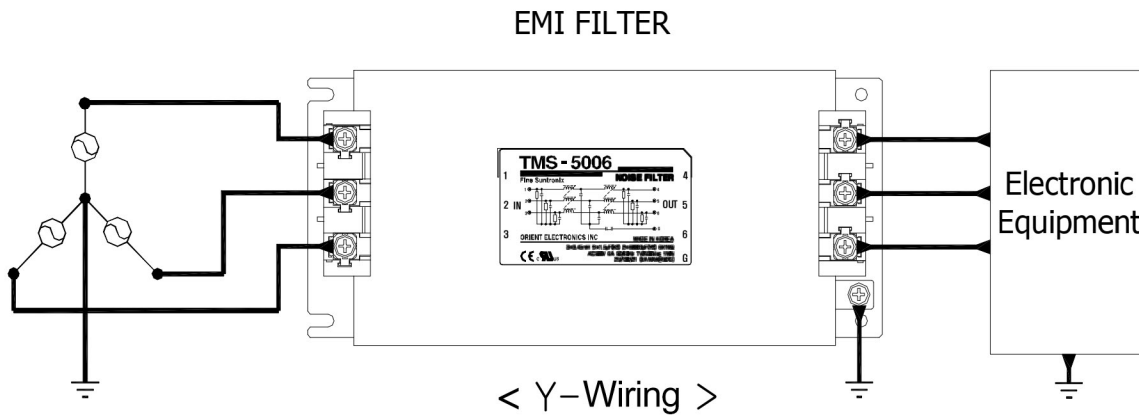 EMI FILTER
TMS-5006
NOISE FILTER
Fine Suntronix
1
4
2 IN
OUT 5
3
6
ORIENT ELECTRONICS INC
MADE IN KOREA
G
Electronic
Equipment
< Y-Wiring >